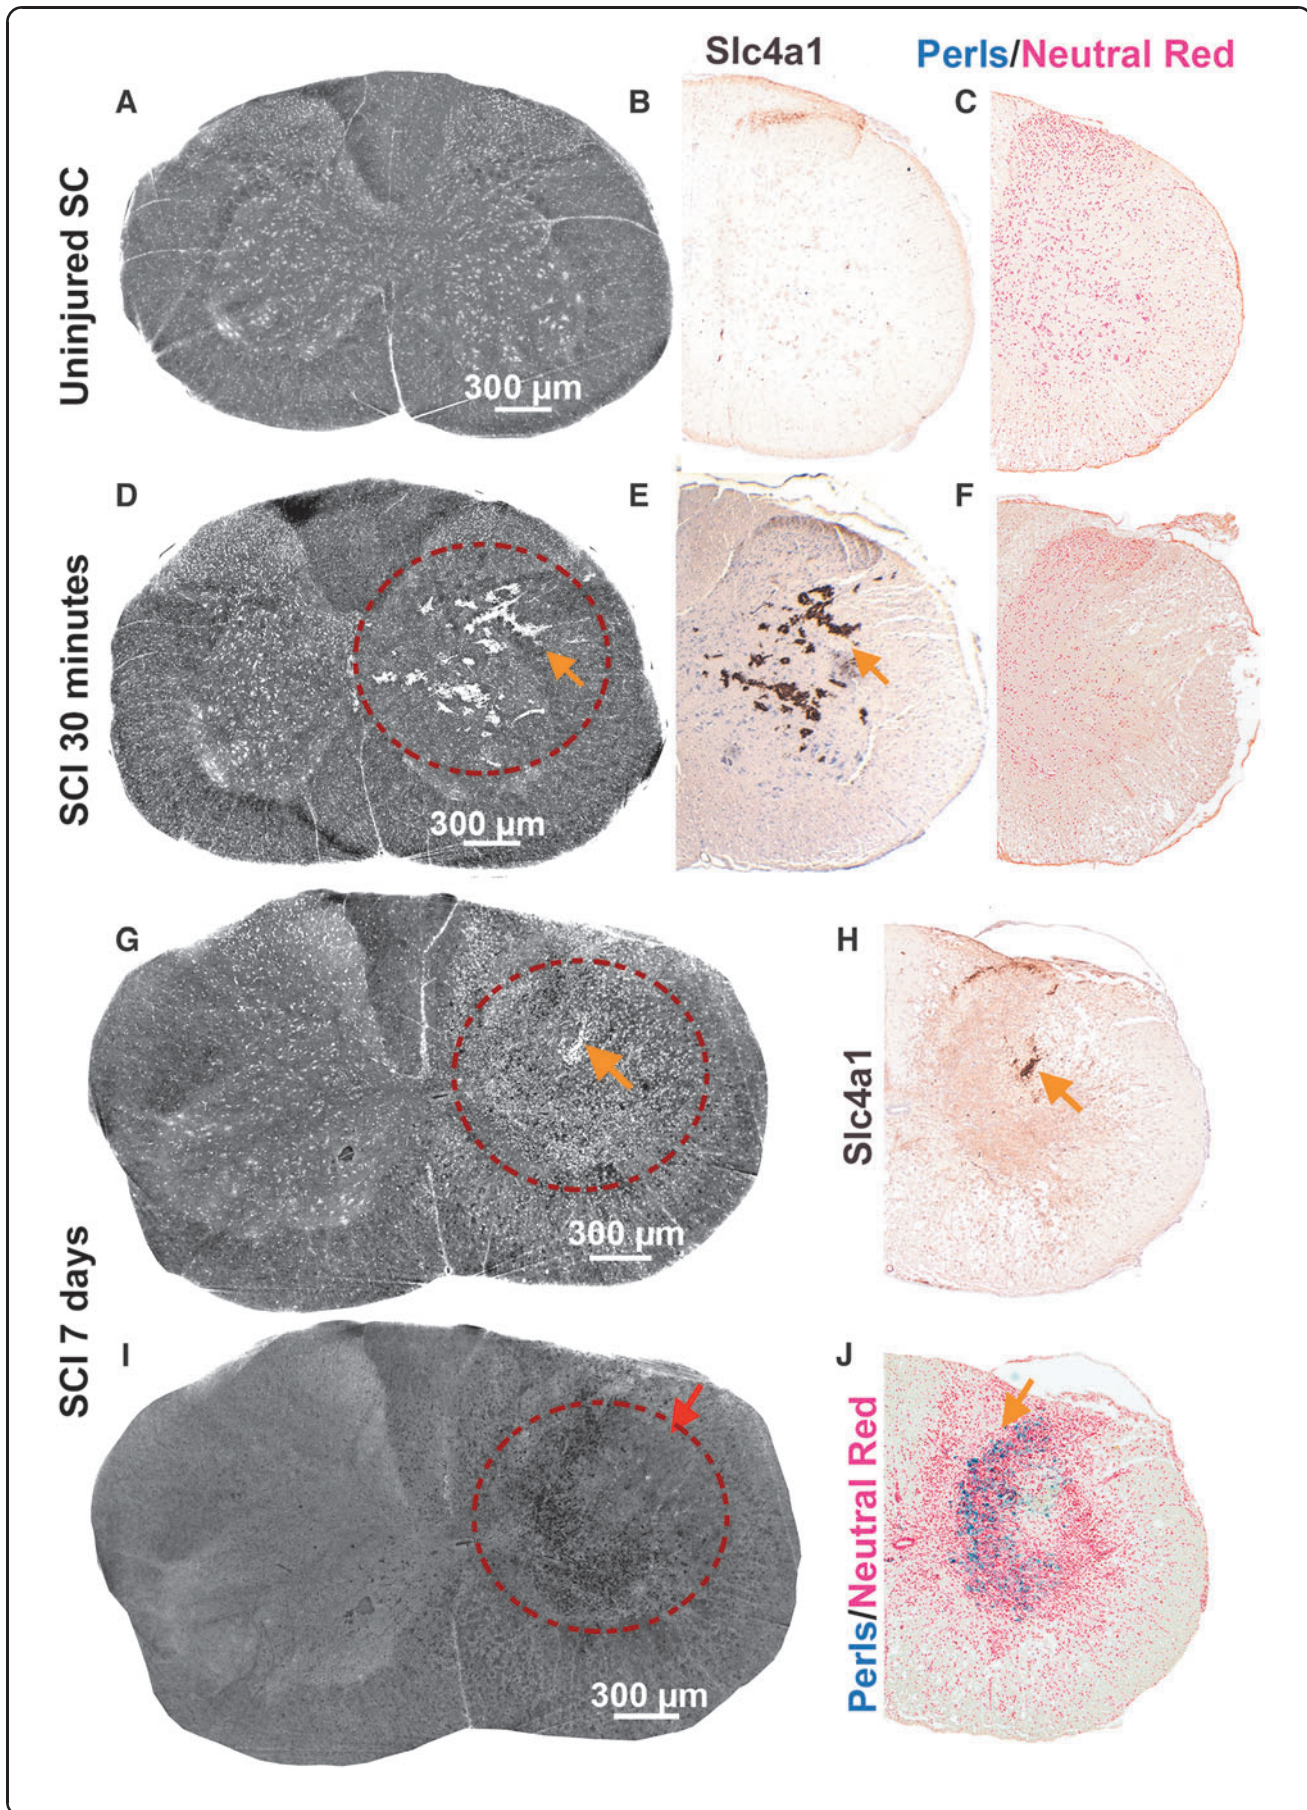 Slc4a1
Perls/Neutral Red
A
B
C
Uninjured SC
300 µm
D
E
F
SCI 30 minutes
300 µm
G
H
Slc4a1
300 µm
SCI 7 days
I
J
Perls/Neutral Red
300 µm